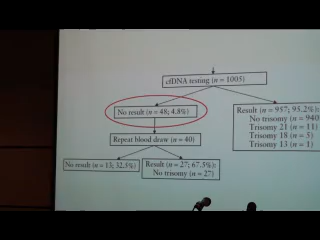 cfDNA testing (n = 1005)
No result (n = 48; 4.8%)
Result (n = 957; 95.2%):
No trisomy (n = 940)
Trisomy 21 (n = 11)
Trisomy 18 (n = 5)
Trisomy 13 (n = 1)
Repeat blood draw (n = 40)
No result (n = 13; 32.5%)
Result (n = 27; 67.5%):
No trisomy (n = 27)